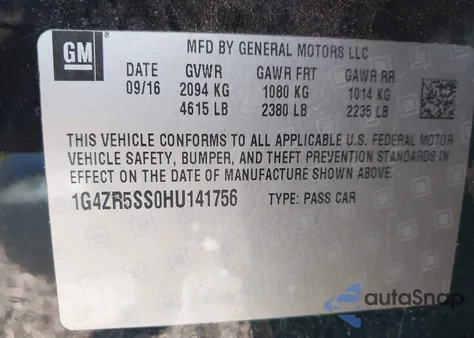 GM
MFD BY GENERAL MOTORS LLC
DATE GVWR GAWR FRT GAWR RR
09/16 2094 KG 1080 KG 1014 KG
4615 LB 2380 LB 2235 LB
THIS VEHICLE CONFORMS TO ALL APPLICABLE U.S. FEDERAL MOTOR
VEHICLE SAFETY, BUMPER, AND THEFT PREVENTION STANDARDS IN
EFFECT ON THE DATE OF MANUFACTURE SHOWN ABOVE.
1G4ZR5SS0HU141756 TYPE: PASS CAR
autoSnap